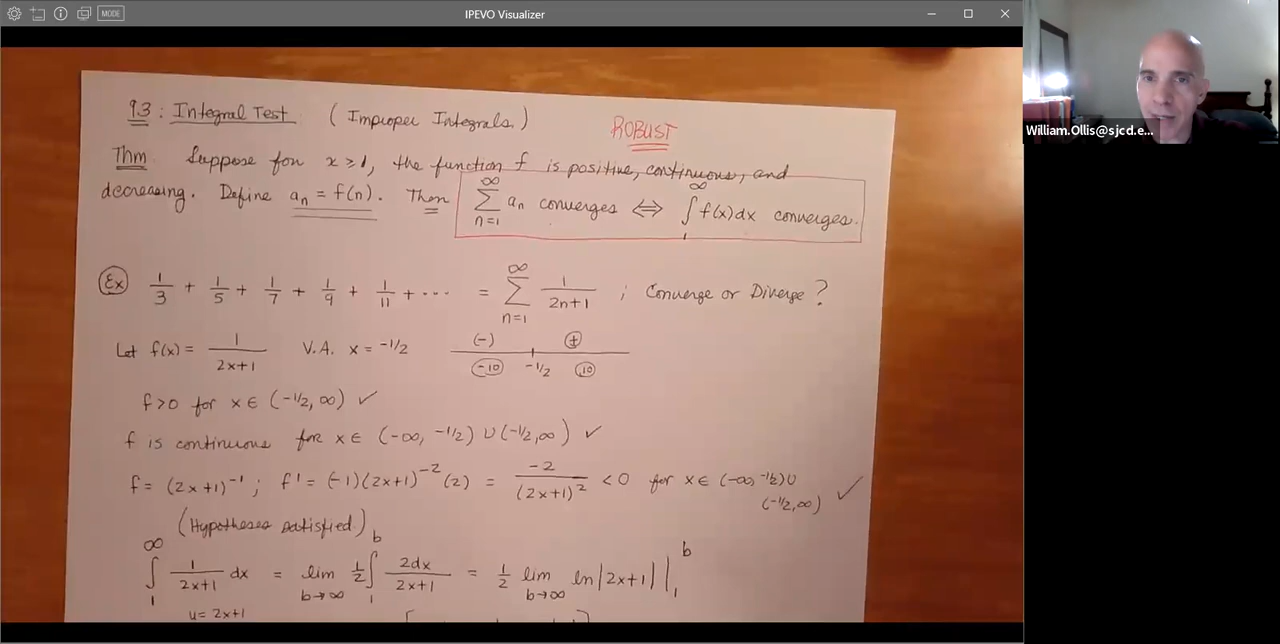 MODE
IPEVO Visualizer
9.3 : Integral Test (Improper Integrals)
ROBUST
Thm Suppose for x ≥ 1, the function f is positive, continuous, and
decreasing. Define aₙ = f(n). Then ∞∑n=1 aₙ converges ⇔ ∫₁^∞ f(x)dx converges.
Ex 1/3 + 1/5 + 1/7 + 1/9 + 1/11 + ⋯ = ∞∑n=1 1/(2n+1) ; Converge or Diverge ?
Let f(x) = 1/(2x+1) V.A. x = -1/2 (-) (+)
-10 -1/2 10
f>0 for x ∈ (-1/2, ∞) ✓
f is continuous for x ∈ (-∞, -1/2) ∪ (-1/2, ∞) ✓
f = (2x+1)⁻¹ ; f' = (-1)(2x+1)⁻²(2) = -2/(2x+1)² < 0 for x ∈ (-∞, -1/2) ∪
(-1/2, ∞) ✓
(Hypotheses satisfied)
∫₁^∞ 1/(2x+1) dx = lim b→∞ 1/2 ∫₁^b 2dx/(2x+1) = 1/2 lim b→∞ ln|2x+1| |₁^b
u = 2x+1
William.Ollis@sjcd.e...